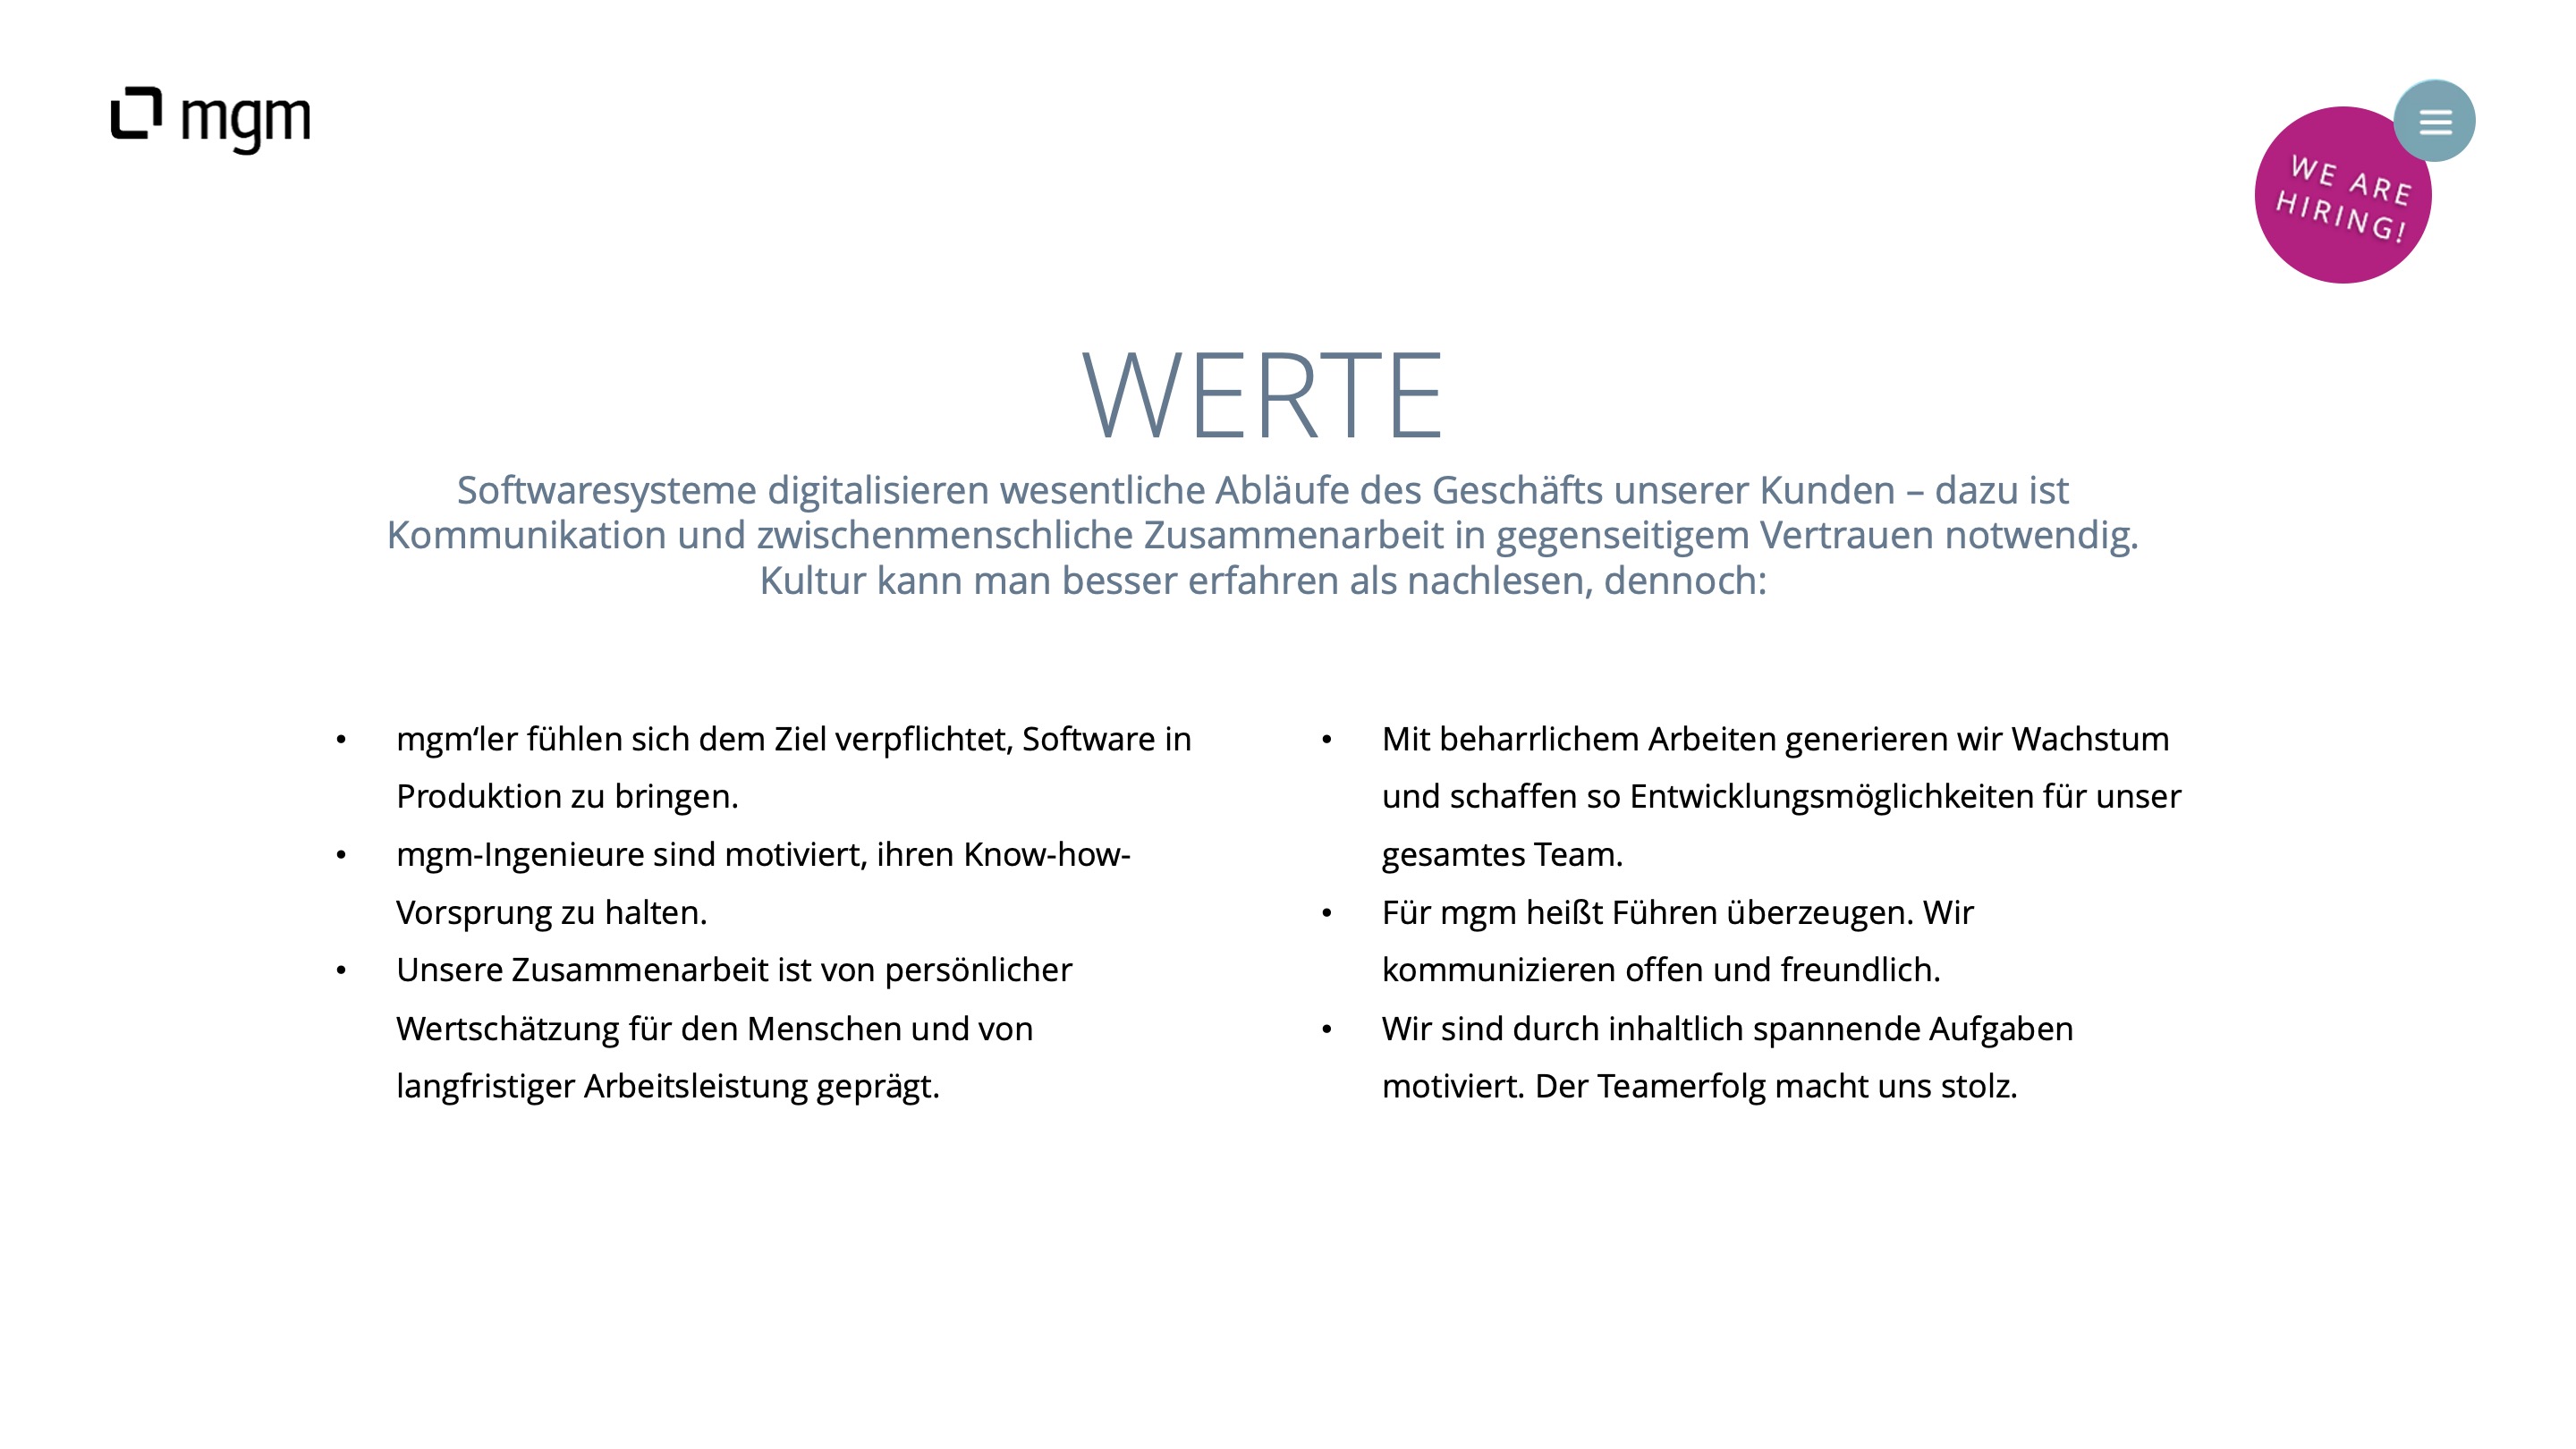 mgm
WE ARE
HIRING!
WERTE
Softwaresysteme digitalisieren wesentliche Abläufe des Geschäfts unserer Kunden – dazu ist
Kommunikation und zwischenmenschliche Zusammenarbeit in gegenseitigem Vertrauen notwendig.
Kultur kann man besser erfahren als nachlesen, dennoch:
• mgm‘ler fühlen sich dem Ziel verpflichtet, Software in
Produktion zu bringen.
• mgm-Ingenieure sind motiviert, ihren Know-how-
Vorsprung zu halten.
• Unsere Zusammenarbeit ist von persönlicher
Wertschätzung für den Menschen und von
langfristiger Arbeitsleistung geprägt.
• Mit beharrlichem Arbeiten generieren wir Wachstum
und schaffen so Entwicklungsmöglichkeiten für unser
gesamtes Team.
• Für mgm heißt Führen überzeugen. Wir
kommunizieren offen und freundlich.
• Wir sind durch inhaltlich spannende Aufgaben
motiviert. Der Teamerfolg macht uns stolz.